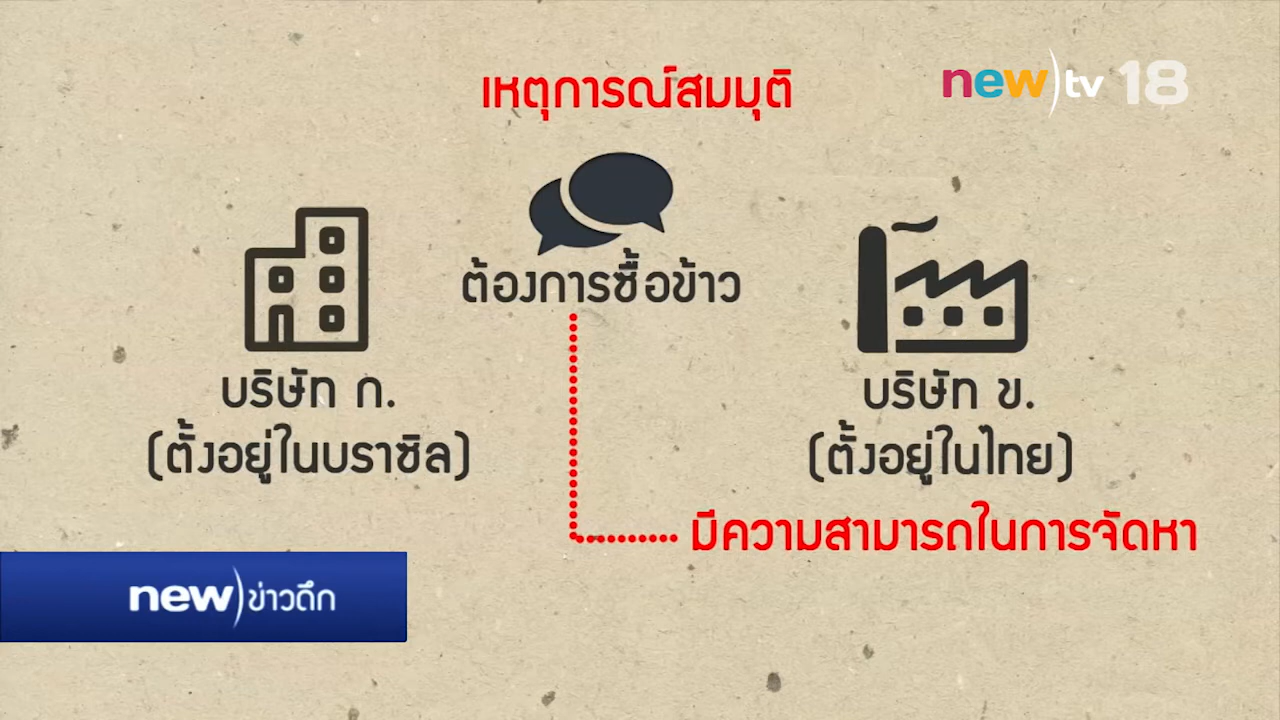 เหตุการณ์สมมุติ
new)tv 18
ต้องการซื้อข้าว
บริษัท ก.
(ตั้งอยู่ในบราซิล)
บริษัท ข.
(ตั้งอยู่ในไทย)
มีความสามารถในการจัดหา
new)ข่าวดึก